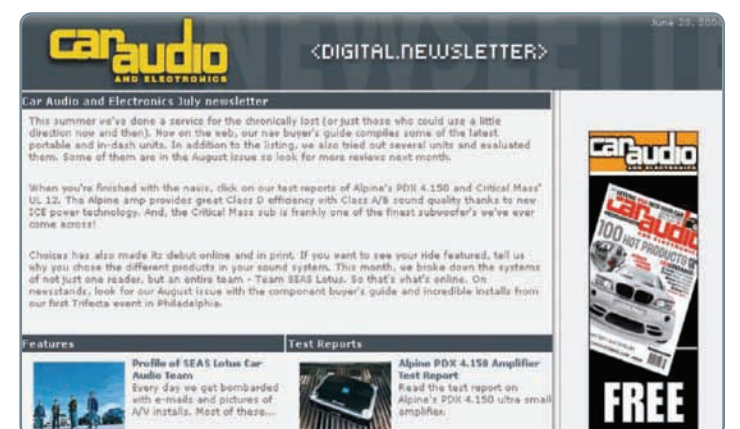 June 29, 200
car audio
AND ELECTRONICS
<DIGITAL.NEWSLETTER>
NEWSLETTE
Car Audio and Electronics July newsletter
This summer we've done a service for the chronically lost (or just those who could use a little
direction now and then). Now on the web, our nav buyer's guide compiles some of the latest
portable and in-dash units. In addition to the listing, we also tried out several units and evaluated
them. Some of them are in the August issue so look for more reviews next month.
When you're finished with the navis, click on our test reports of Alpine's PDX 4.150 and Critical Mass'
UL 12. The Alpine amp provides great Class D efficiency with Class A/B sound quality thanks to new
ICE power technology. And, the Critical Mass sub is frankly one of the finest subwoofer's we've ever
come across!
Choices has also made its debut online and in print. If you want to see your ride featured, tell us
why you chose the different products in your sound system. This month, we broke down the systems
of not just one reader, but an entire team - Team SEAS Lotus. So that's what's online. On
newsstands, look for our August issue with the component buyer's guide and incredible installs from
our first Trifecta event in Philadelphia.
Features
Profile of SEAS Lotus Car
Audio Team
Every day we get bombarded
with e-mails and pictures of
A/V installs. Most of these...
Test Reports
Alpine PDX 4.150 Amplifier
Test Report
Read the test report on
Alpine's PDX 4.150 ultra small
amplifier.
car audio
AND ELECTRONICS
car audio
100 HOT PRODUCTS
FREE